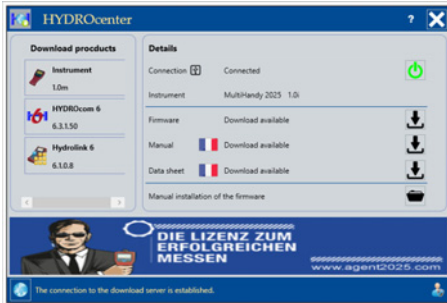 HYDROcenter
?
Download procducts
Instrument
1.0m
HYDROcom 6
6.3.1.50
Hydrolink 6
6.1.0.8
Details
Connection Connected
Instrument MultiHandy 2025 1.0i
Firmware Download available
Manual Download available
Data sheet Download available
Manual installation of the firmware
DIE LIZENZ ZUM
ERFOLGREICHEN
MESSEN
www.agent2025.com
The connection to the download server is established.